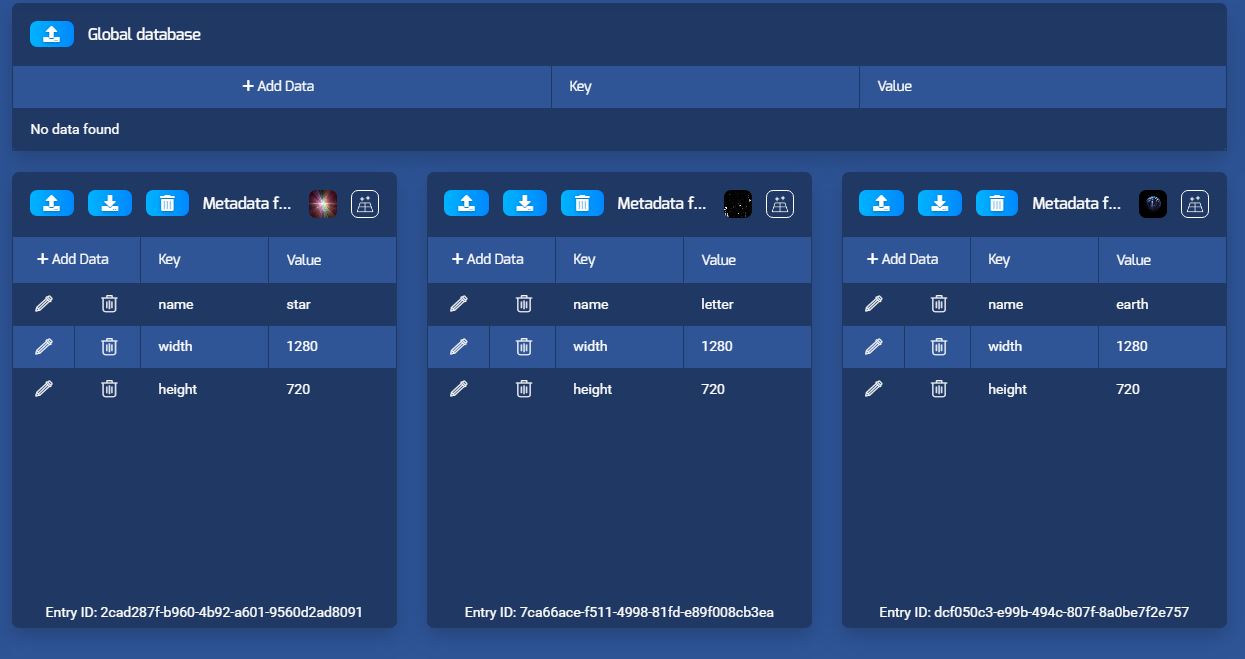 Global database
+ Add Data Key Value
No data found
Metadata f... Metadata f... Metadata f...
+ Add Data Key Value + Add Data Key Value + Add Data Key Value
name star name letter name earth
width 1280 width 1280 width 1280
height 720 height 720 height 720
Entry ID: 2cad287f-b960-4b92-a601-9560d2ad8091 Entry ID: 7ca66ace-f511-4998-81fd-e89f008cb3ea Entry ID: dcf050c3-e99b-494c-807f-8a0be7f2e757